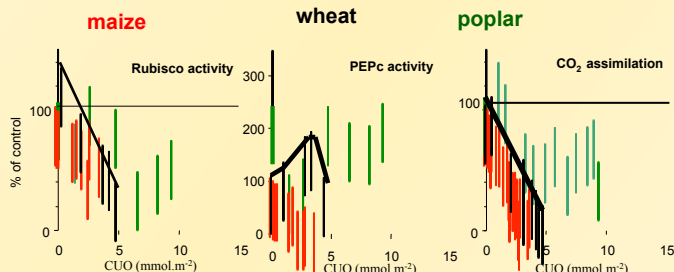 maize
wheat
poplar
Rubisco activity
PEPc activity
CO₂ assimilation
% of control
100
0
0
5
10
15
CUO (mmol.m⁻²)
300
200
100
0
0
5
10
15
CUO (mmol.m⁻²)
100
0
0
5
10
15
CUO (mmol.m⁻²)